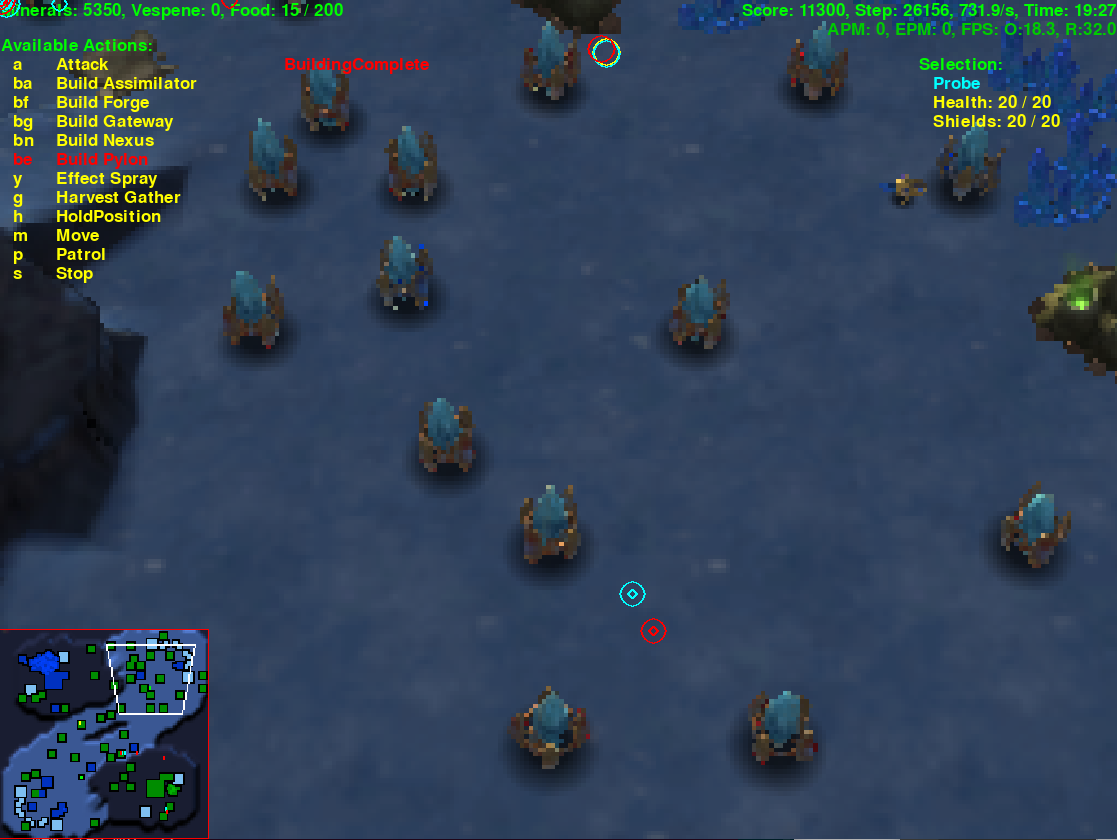 Minerals: 5350, Vespene: 0, Food: 15 / 200
Score: 11300, Step: 26156, 731.9/s, Time: 19:27
APM: 0, EPM: 0, FPS: O:18.3, R:32.0
Available Actions:
a Attack
ba Build Assimilator
bf Build Forge
bg Build Gateway
bn Build Nexus
be Build Pylon
y Effect Spray
g Harvest Gather
h HoldPosition
m Move
p Patrol
s Stop
BuildingComplete
Selection:
Probe
Health: 20 / 20
Shields: 20 / 20